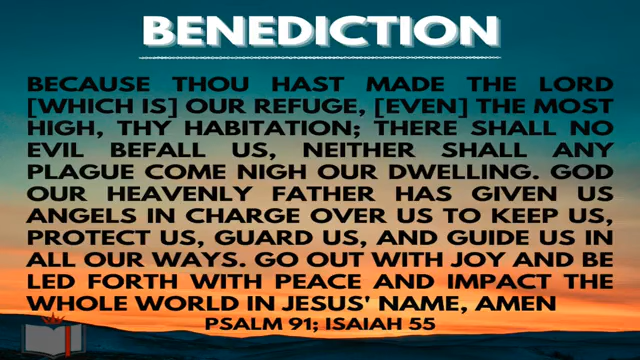 BENEDICTION
BECAUSE THOU HAST MADE THE LORD
[WHICH IS] OUR REFUGE, [EVEN] THE MOST
HIGH, THY HABITATION; THERE SHALL NO
EVIL BEFALL US, NEITHER SHALL ANY
PLAGUE COME NIGH OUR DWELLING. GOD
OUR HEAVENLY FATHER HAS GIVEN US
ANGELS IN CHARGE OVER US TO KEEP US,
PROTECT US, GUARD US, AND GUIDE US IN
ALL OUR WAYS. GO OUT WITH JOY AND BE
LED FORTH WITH PEACE AND IMPACT THE
WHOLE WORLD IN JESUS' NAME, AMEN
PSALM 91; ISAIAH 55